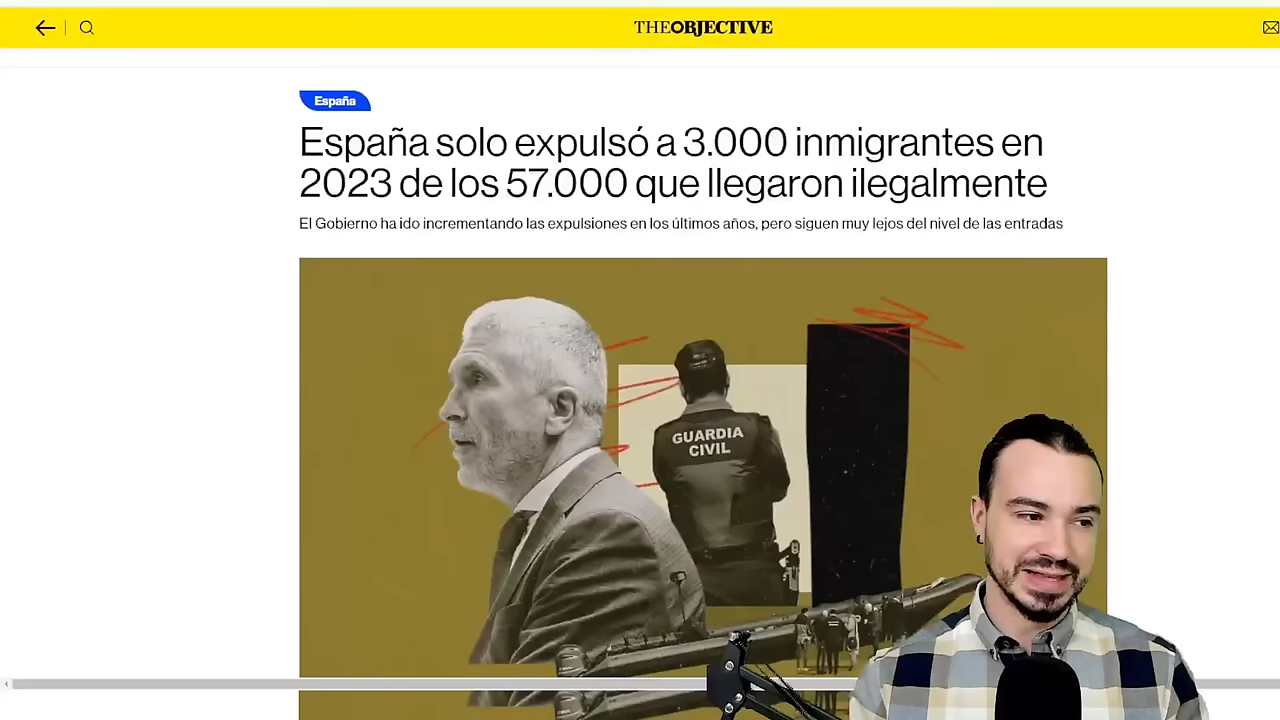 THE OBJECTIVE
España
España solo expulsó a 3.000 inmigrantes en
2023 de los 57.000 que llegaron ilegalmente
El Gobierno ha ido incrementando las expulsiones en los últimos años, pero siguen muy lejos del nivel de las entradas
GUARDIA
CIVIL